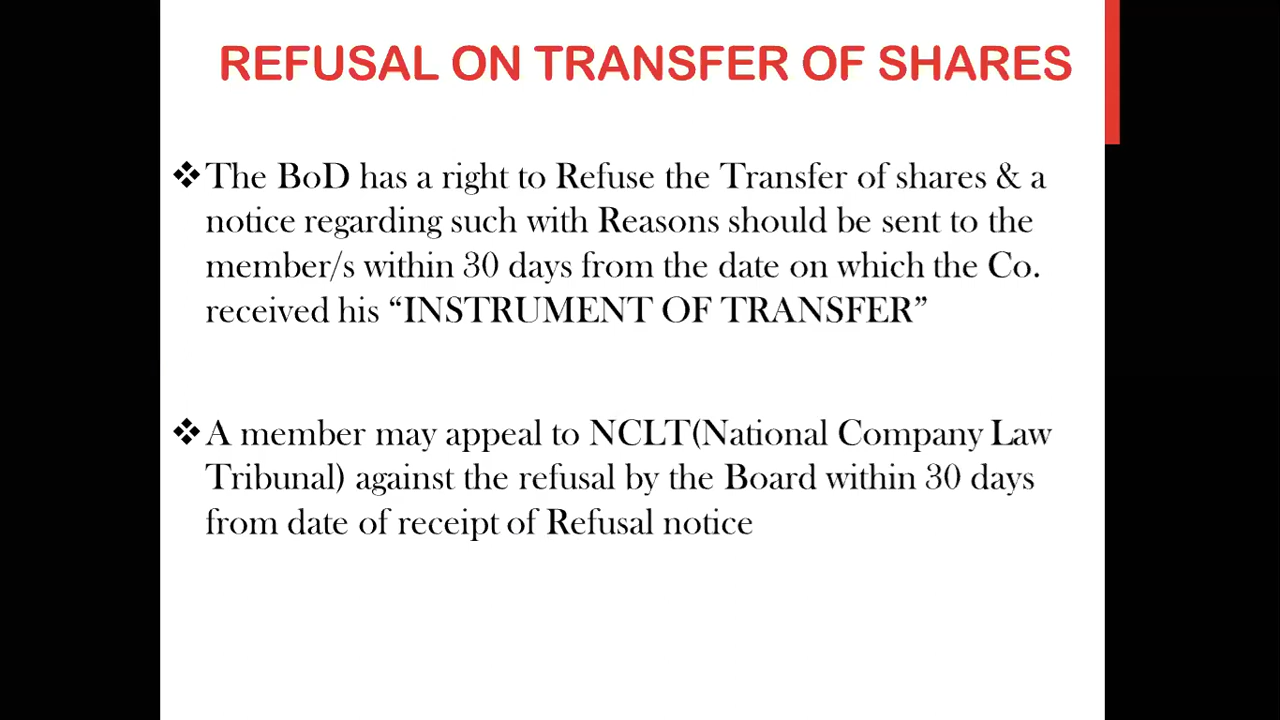 REFUSAL ON TRANSFER OF SHARES
❖The BoD has a right to Refuse the Transfer of shares & a
notice regarding such with Reasons should be sent to the
member/s within 30 days from the date on which the Co.
received his “INSTRUMENT OF TRANSFER”
❖A member may appeal to NCLT(National Company Law
Tribunal) against the refusal by the Board within 30 days
from date of receipt of Refusal notice